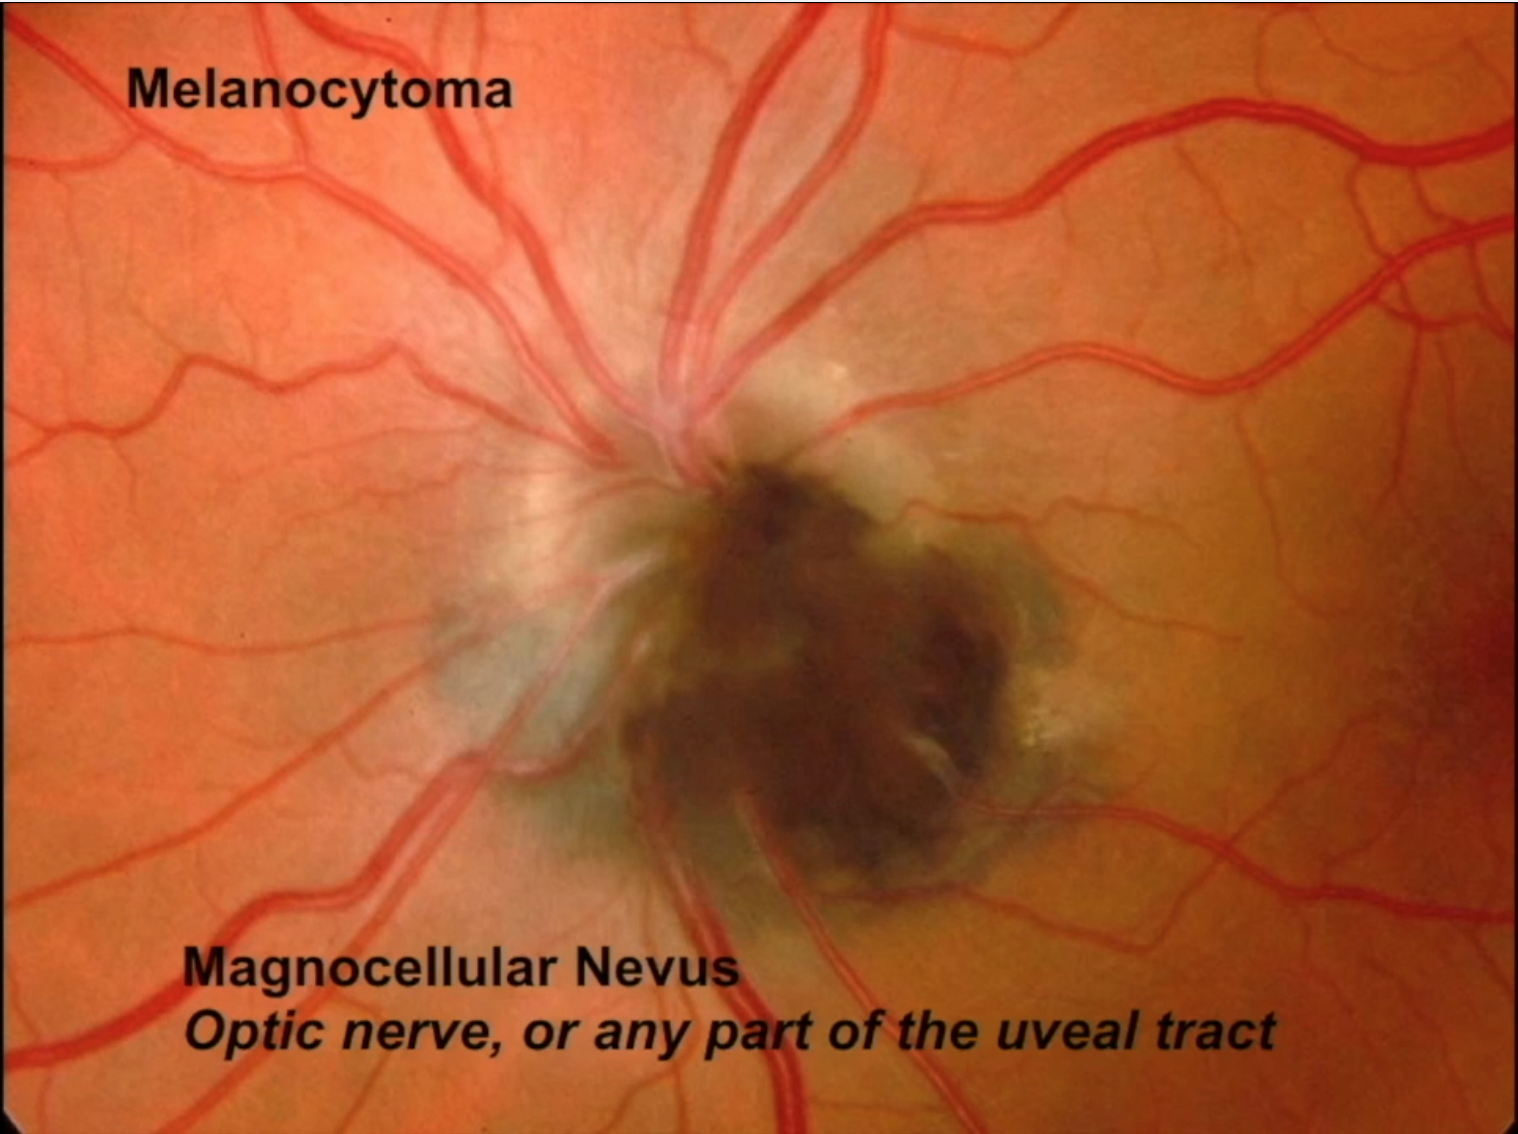 Melanocytoma
Magnocellular Nevus
Optic nerve, or any part of the uveal tract